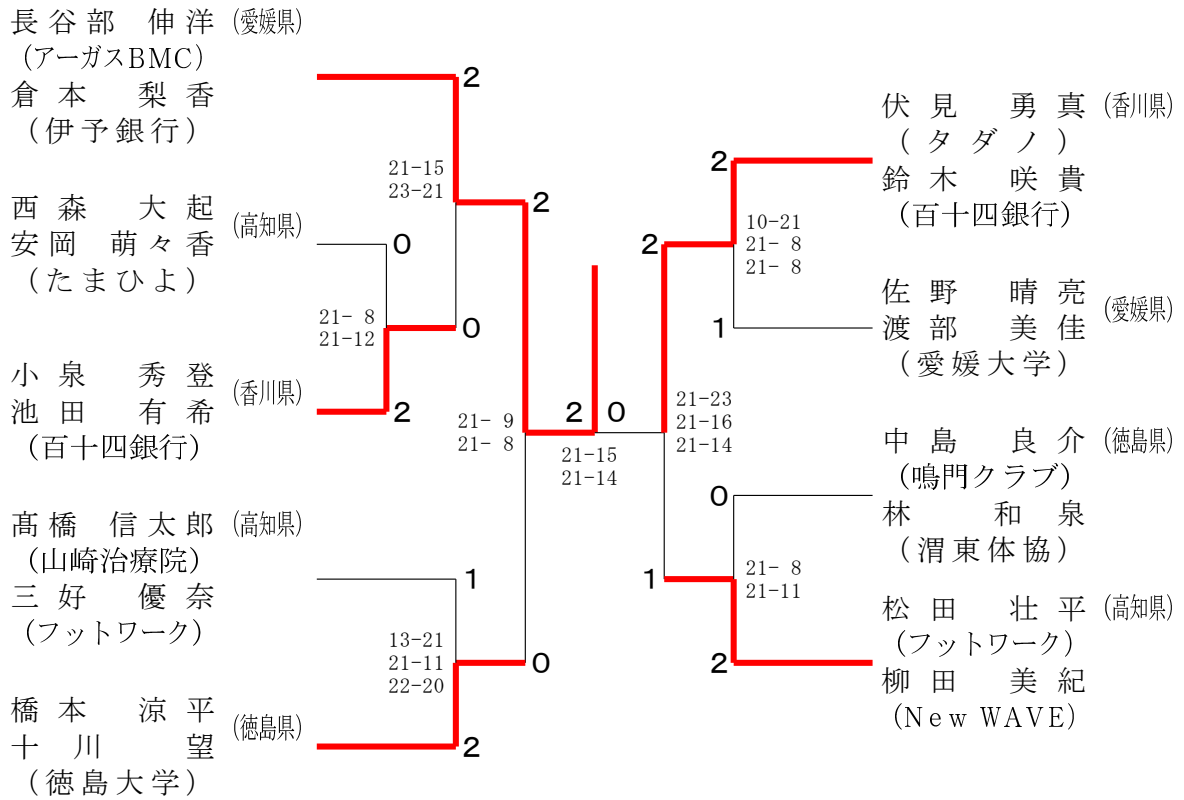 長谷部 伸洋 (愛媛県)
(アーガスBMC)
倉本 梨香
(伊予銀行)
西森 大起
安岡 萌々香
(高知県)
(たまひよ)
小泉 秀登
池田 有希
(香川県)
(百十四銀行)
髙橋 信太郎 (高知県)
(山崎治療院)
三好 優奈
(フットワーク)
橋本 涼平
十川 望
(徳島県)
(徳島大学)
2
21-15
23-21
2
0
21- 8
21-12
0
2
21- 9
21- 8
1
13-21
21-11
22-20
0
2
2 0
21-15
21-14
2
2
10-21
21- 8
21- 8
1
21-23
21-16
21-14
0
1
21- 8
21-11
2
伏見 勇真 (香川県)
(タダノ)
鈴木 咲貴
(百十四銀行)
佐野 晴亮
渡部 美佳
(愛媛県)
(愛媛大学)
中島 良介 (徳島県)
(鳴門クラブ)
林 和泉
(渭東体協)
松田 壮平 (高知県)
(フットワーク)
柳田 美紀
(New WAVE)